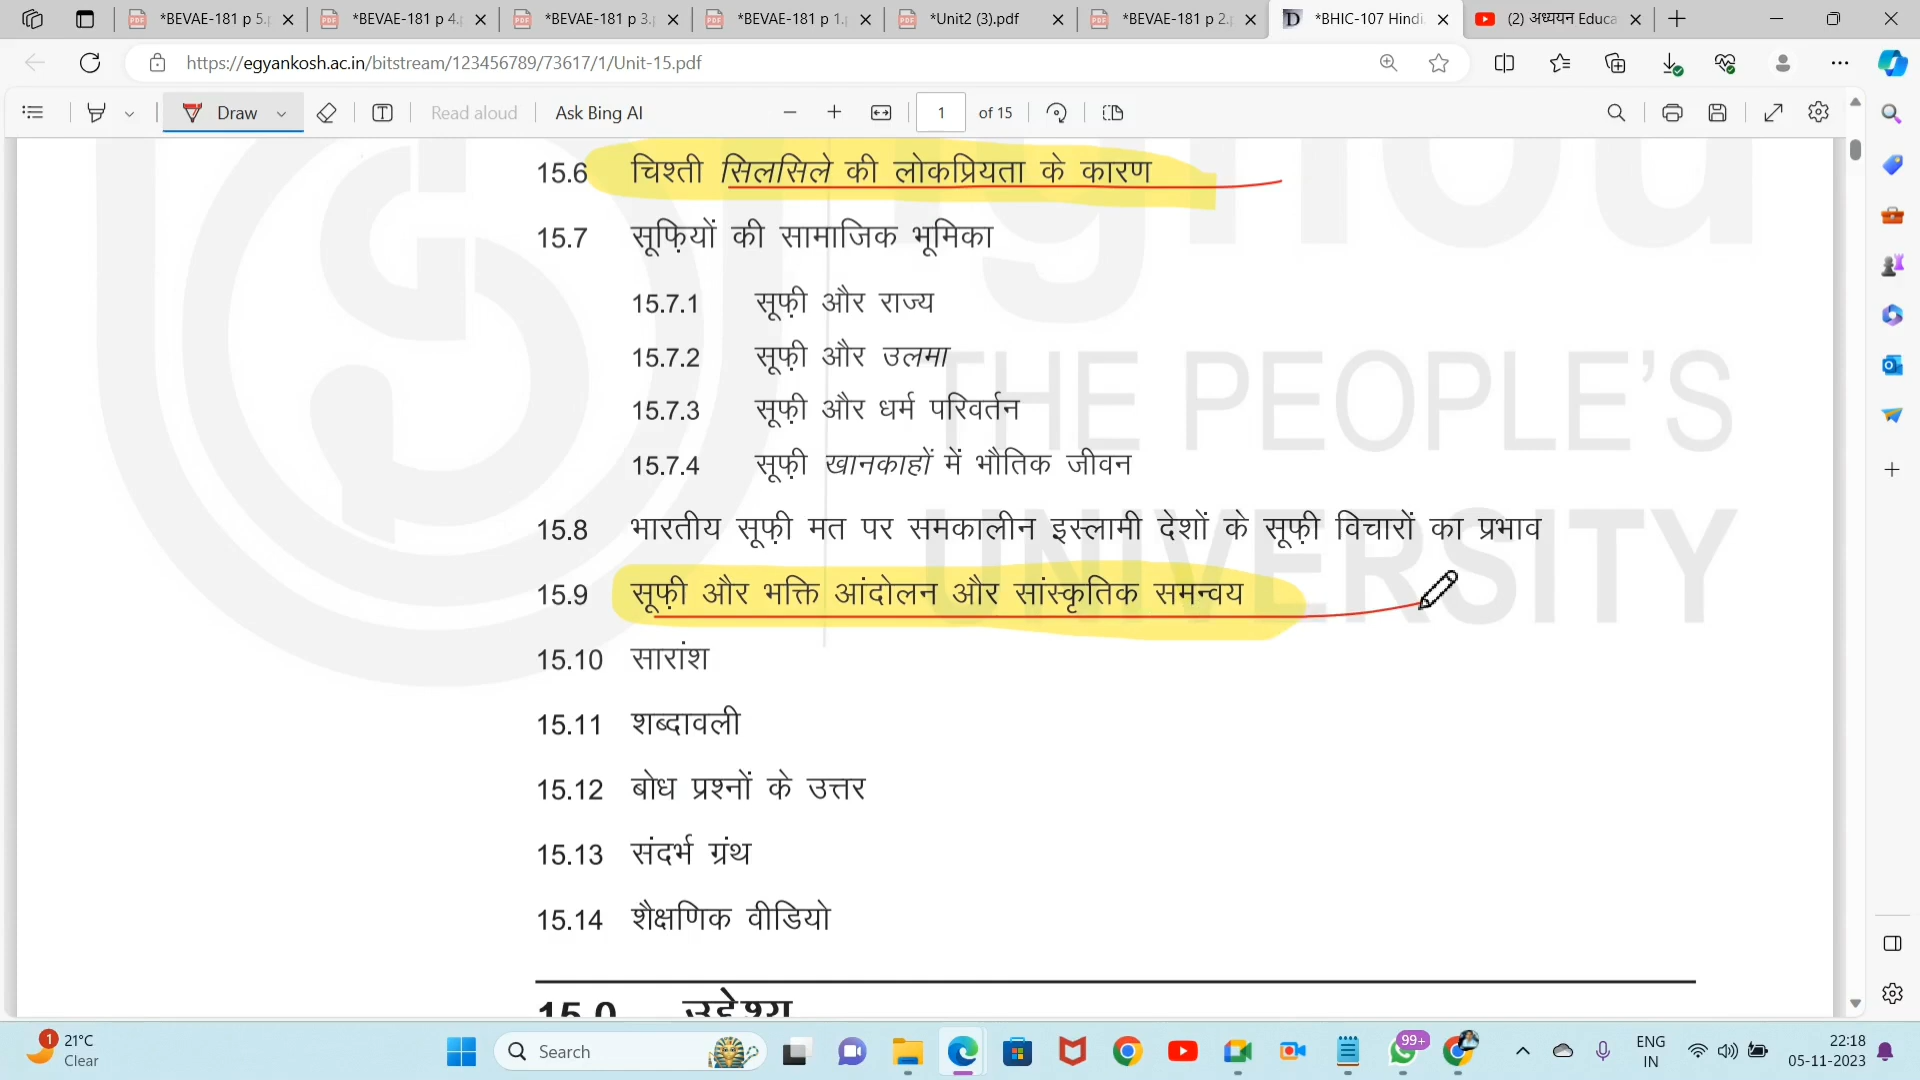 *BEVAE-181 p 5.
*BEVAE-181 p 4.
*BEVAE-181 p 3.
*BEVAE-181 p 1.
*Unit2 (3).pdf
*BEVAE-181 p 2.
*BHIC-107 Hindi
(2) अध्ययन Educa
https://egyankosh.ac.in/bitstream/123456789/73617/1/Unit-15.pdf
Draw
Read aloud
Ask Bing AI
1 of 15
15.6 चिश्ती सिलसिले की लोकप्रियता के कारण
15.7 सूफ़ियों की सामाजिक भूमिका
15.7.1 सूफ़ी और राज्य
15.7.2 सूफ़ी और उलमा
THE PEOPLE'S
15.7.3 सूफ़ी और धर्म परिवर्तन
15.7.4 सूफ़ी खानकाहों में भौतिक जीवन
15.8 भारतीय सूफ़ी मत पर समकालीन इस्लामी देशों के सूफ़ी विचारों का प्रभाव
UNIVERSITY
15.9 सूफ़ी और भक्ति आंदोलन और सांस्कृतिक समन्वय
15.10 सारांश
15.11 शब्दावली
15.12 बोध प्रश्नों के उत्तर
15.13 संदर्भ ग्रंथ
15.14 शैक्षणिक वीडियो
15.0 उद्देश्य
1
21°C
Clear
Search
99+
ENG
IN
22:18
05-11-2023